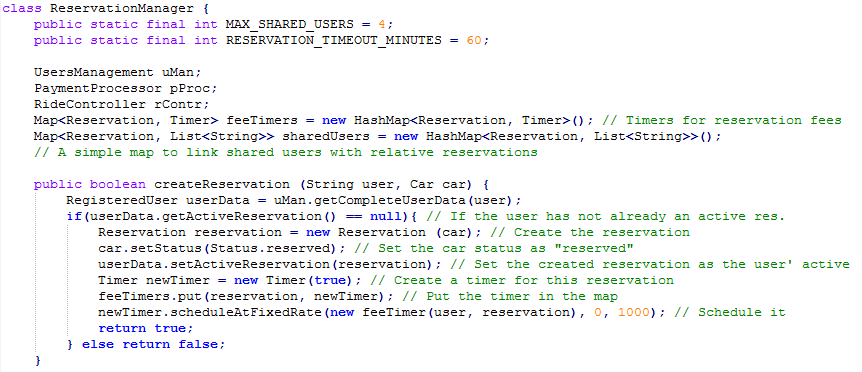 class ReservationManager {
    public static final int MAX_SHARED_USERS = 4;
    public static final int RESERVATION_TIMEOUT_MINUTES = 60;

    UsersManagement uMan;
    PaymentProcessor pProc;
    RideController rContr;
    Map<Reservation, Timer> feeTimers = new HashMap<Reservation, Timer>(); // Timers for reservation fees
    Map<Reservation, List<String>> sharedUsers = new HashMap<Reservation, List<String>>();
    // A simple map to link shared users with relative reservations

    public boolean createReservation (String user, Car car) {
        RegisteredUser userData = uMan.getCompleteUserData(user);
        if(userData.getActiveReservation() == null){ // If the user has not already an active res.
            Reservation reservation = new Reservation (car); // Create the reservation
            car.setStatus(Status.reserved); // Set the car status as "reserved"
            userData.setActiveReservation(reservation); // Set the created reservation as the user' active
            Timer newTimer = new Timer(true); // Create a timer for this reservation
            feeTimers.put(reservation, newTimer); // Put the timer in the map
            newTimer.scheduleAtFixedRate(new feeTimer(user, reservation), 0, 1000); // Schedule it
            return true;
        } else return false;
    }